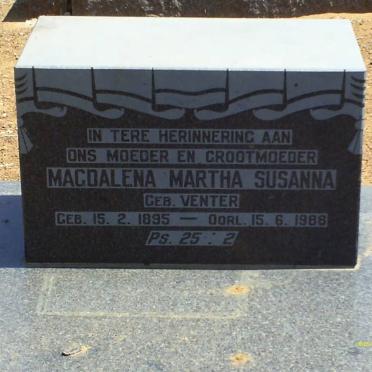 IN TERE HERINNERING AAN
ONS MOEDER EN GROOTMOEDER
MAGDALENA MARTHA SUSANNA
GEB. VENTER
GEB. 15. 2. 1895 — OORL. 15. 6. 1986
PS. 25 : 2